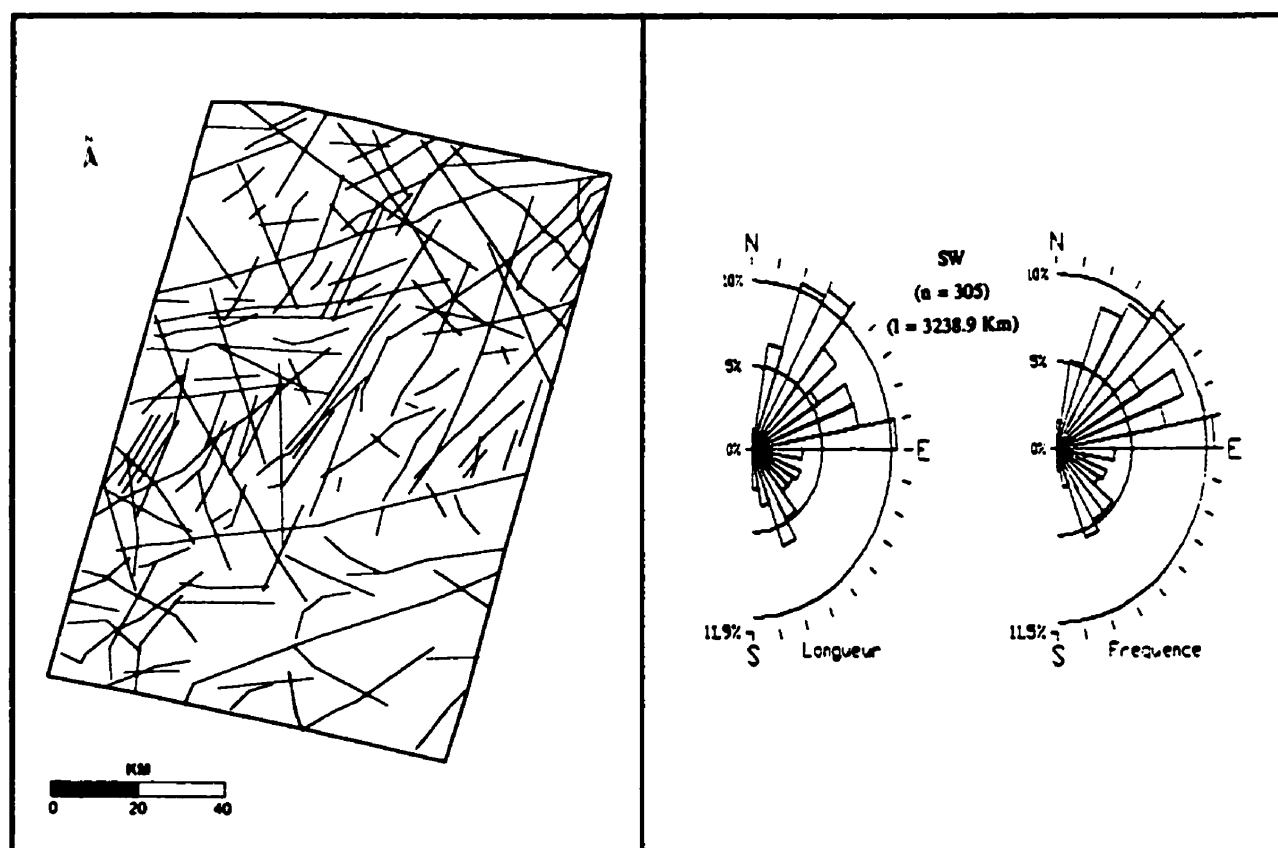 N
KM
0 20 40
SW
(n = 305)
(l = 3238.9 Km)
N
10%
5%
0%
E
11.9%
S
Longueur
N
10%
5%
0%
E
11.5%
S
Frequence